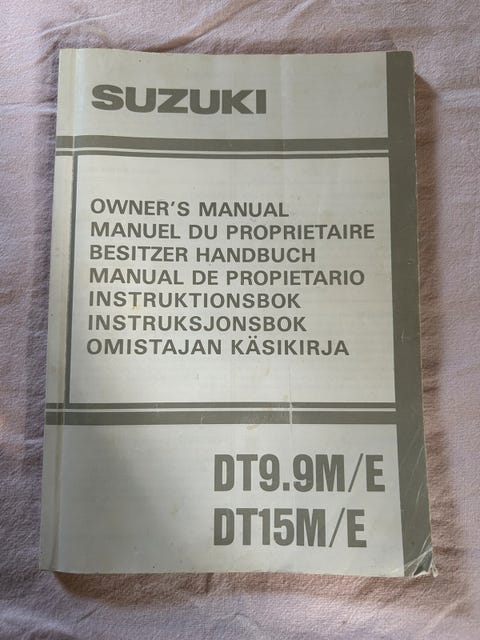 SUZUKI
OWNER'S MANUAL
MANUEL DU PROPRIETAIRE
BESITZER HANDBUCH
MANUAL DE PROPIETARIO
INSTRUKTIONSBOK
INSTRUKSJONSBOK
OMISTAJAN KÄSIKIRJA
DT9.9M/E
DT15M/E